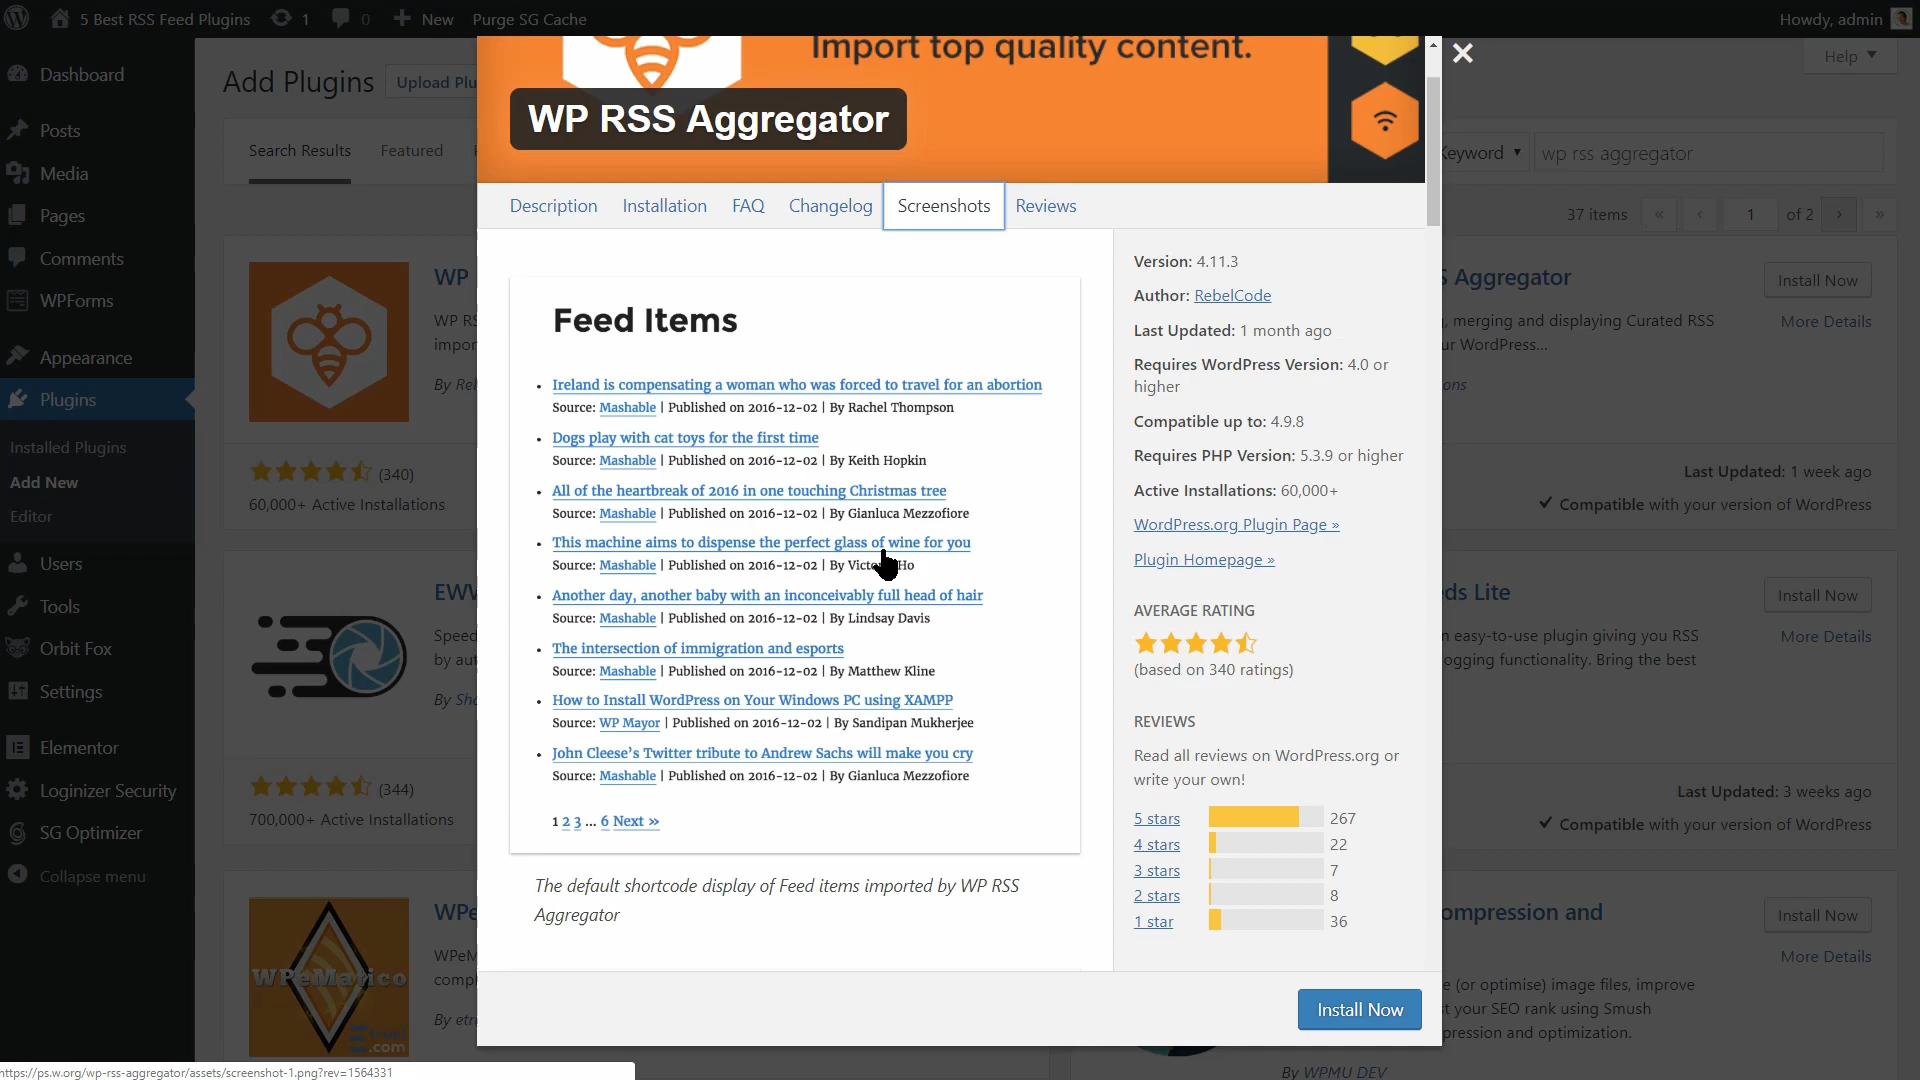 5 Best RSS Feed Plugins
1
0
New
Purge SG Cache
Howdy, admin
Dashboard
Posts
Media
Pages
Comments
WPForms
Appearance
Plugins
Installed Plugins
Add New
Editor
Users
Tools
Orbit Fox
Settings
Elementor
Loginizer Security
SG Optimizer
Collapse menu
Add Plugins
Upload Plu
Help
Search Results
Featured
Keyword
wp rss aggregator
37 items
«
‹
1
of 2
›
»
WP
WP RS
impor
By Rel
(340)
60,000+ Active Installations
EWW
Speed
by aut
By Sh
(344)
700,000+ Active Installations
WPeMatico
WPe
WPeM
compl
By etr
.com
Import top quality content.
WP RSS Aggregator
Description
Installation
FAQ
Changelog
Screenshots
Reviews
Feed Items
• Ireland is compensating a woman who was forced to travel for an abortion
Source: Mashable | Published on 2016-12-02 | By Rachel Thompson
• Dogs play with cat toys for the first time
Source: Mashable | Published on 2016-12-02 | By Keith Hopkin
• All of the heartbreak of 2016 in one touching Christmas tree
Source: Mashable | Published on 2016-12-02 | By Gianluca Mezzofiore
• This machine aims to dispense the perfect glass of wine for you
Source: Mashable | Published on 2016-12-02 | By Ho
• Another day, another baby with an inconceivably full head of hair
Source: Mashable | Published on 2016-12-02 | By Lindsay Davis
• The intersection of immigration and esports
Source: Mashable | Published on 2016-12-02 | By Matthew Kline
• How to Install WordPress on Your Windows PC using XAMPP
Source: WP Mayor | Published on 2016-12-02 | By Sandipan Mukherjee
• John Cleese's Twitter tribute to Andrew Sachs will make you cry
Source: Mashable | Published on 2016-12-02 | By Gianluca Mezzofiore
1 2 3 ... 6 Next »
The default shortcode display of Feed items imported by WP RSS
Aggregator
Version: 4.11.3
Author: RebelCode
Last Updated: 1 month ago
Requires WordPress Version: 4.0 or
higher
Compatible up to: 4.9.8
Requires PHP Version: 5.3.9 or higher
Active Installations: 60,000+
WordPress.org Plugin Page »
Plugin Homepage »
AVERAGE RATING
(based on 340 ratings)
REVIEWS
Read all reviews on WordPress.org or
write your own!
5 stars 267
4 stars 22
3 stars 7
2 stars 8
1 star 36
Install Now
S Aggregator
Install Now
More Details
, merging and displaying Curated RSS
ur WordPress...
ons
Last Updated: 1 week ago
Compatible with your version of WordPress
ds Lite
Install Now
More Details
n easy-to-use plugin giving you RSS
ogging functionality. Bring the best
Last Updated: 3 weeks ago
Compatible with your version of WordPress
ompression and
Install Now
More Details
e (or optimise) image files, improve
t your SEO rank using Smush
pression and optimization.
By WPMU DEV
https://ps.w.org/wp-rss-aggregator/assets/screenshot-1.png?rev=1564331